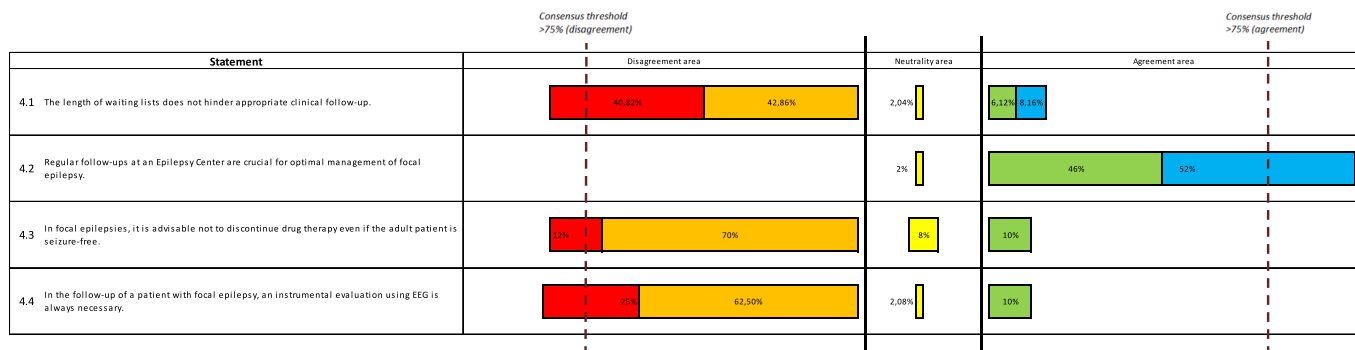 Consensus threshold
>75% (disagreement)
Consensus threshold
>75% (agreement)
Statement
Disagreement area
Neutrality area
Agreement area
4.1 The length of waiting lists does not hinder appropriate clinical follow-up.
40,82%
42,86%
2,04%
6,12%
8,16%
4.2 Regular follow-ups at an Epilepsy Center are crucial for optimal management of focal
epilepsy.
2%
46%
52%
4.3 In focal epilepsies, it is advisable not to discontinue drug therapy even if the adult patient is
seizure-free.
12%
70%
8%
10%
4.4 In the follow-up of a patient with focal epilepsy, an instrumental evaluation using EEG is
always necessary.
25%
62,50%
2,08%
10%